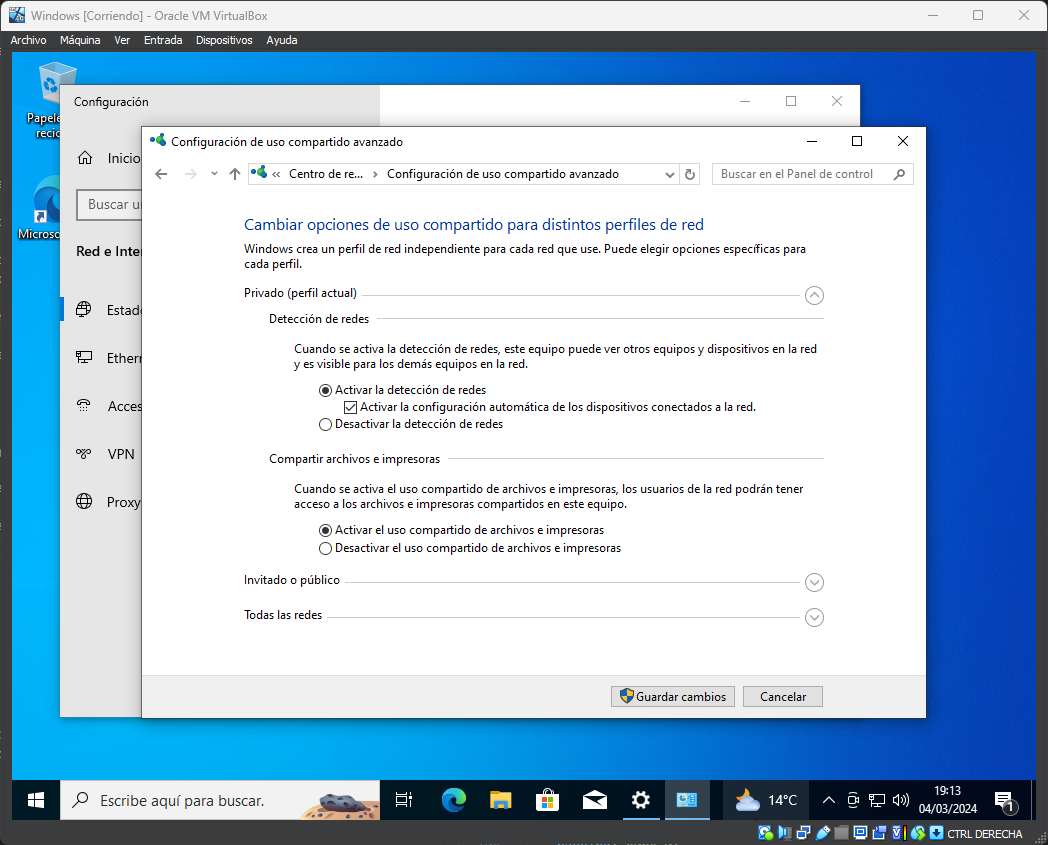 Windows [Corriendo] - Oracle VM VirtualBox
Archivo Máquina Ver Entrada Dispositivos Ayuda
Configuración
Configuración de uso compartido avanzado
« Centro de re... › Configuración de uso compartido avanzado
Buscar en el Panel de control
Inicio
Buscar
Red e Inte
Estad
Ethern
Acces
VPN
Proxy
Cambiar opciones de uso compartido para distintos perfiles de red
Windows crea un perfil de red independiente para cada red que use. Puede elegir opciones específicas para
cada perfil.
Privado (perfil actual)
Detección de redes
Cuando se activa la detección de redes, este equipo puede ver otros equipos y dispositivos en la red
y es visible para los demás equipos en la red.
Activar la detección de redes
Activar la configuración automática de los dispositivos conectados a la red.
Desactivar la detección de redes
Compartir archivos e impresoras
Cuando se activa el uso compartido de archivos e impresoras, los usuarios de la red podrán tener
acceso a los archivos e impresoras compartidos en este equipo.
Activar el uso compartido de archivos e impresoras
Desactivar el uso compartido de archivos e impresoras
Invitado o público
Todas las redes
Guardar cambios
Cancelar
Papele
recic
Microso
Escribe aquí para buscar.
14°C
19:13
04/03/2024
1
CTRL DERECHA